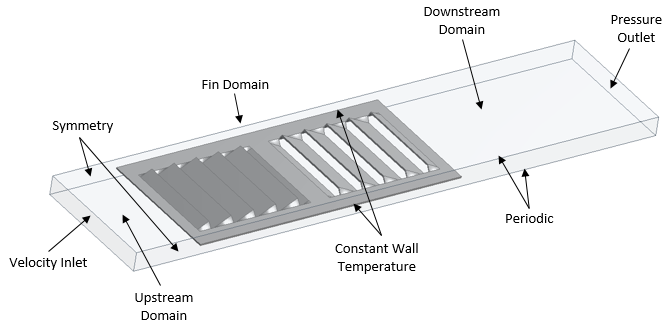 Downstream
Domain
Pressure
Outlet
Fin Domain
Symmetry
Periodic
Constant Wall
Temperature
Velocity Inlet
Upstream
Domain